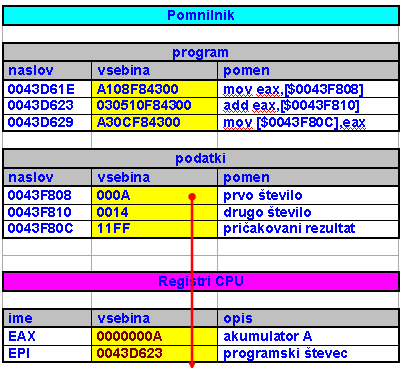 Pomnilnik
program
naslov vsebina pomen
0043D61E A108F84300 mov eax,[$0043F808]
0043D623 030510F84300 add eax,[$0043F810]
0043D629 A30CF84300 mov [$0043F80C],eax
podatki
naslov vsebina pomen
0043F808 000A prvo število
0043F810 0014 drugo število
0043F80C 11FF pričakovani rezultat
Registri CPU
ime vsebina opis
EAX 0000000A akumulator A
EPI 0043D623 programski števec